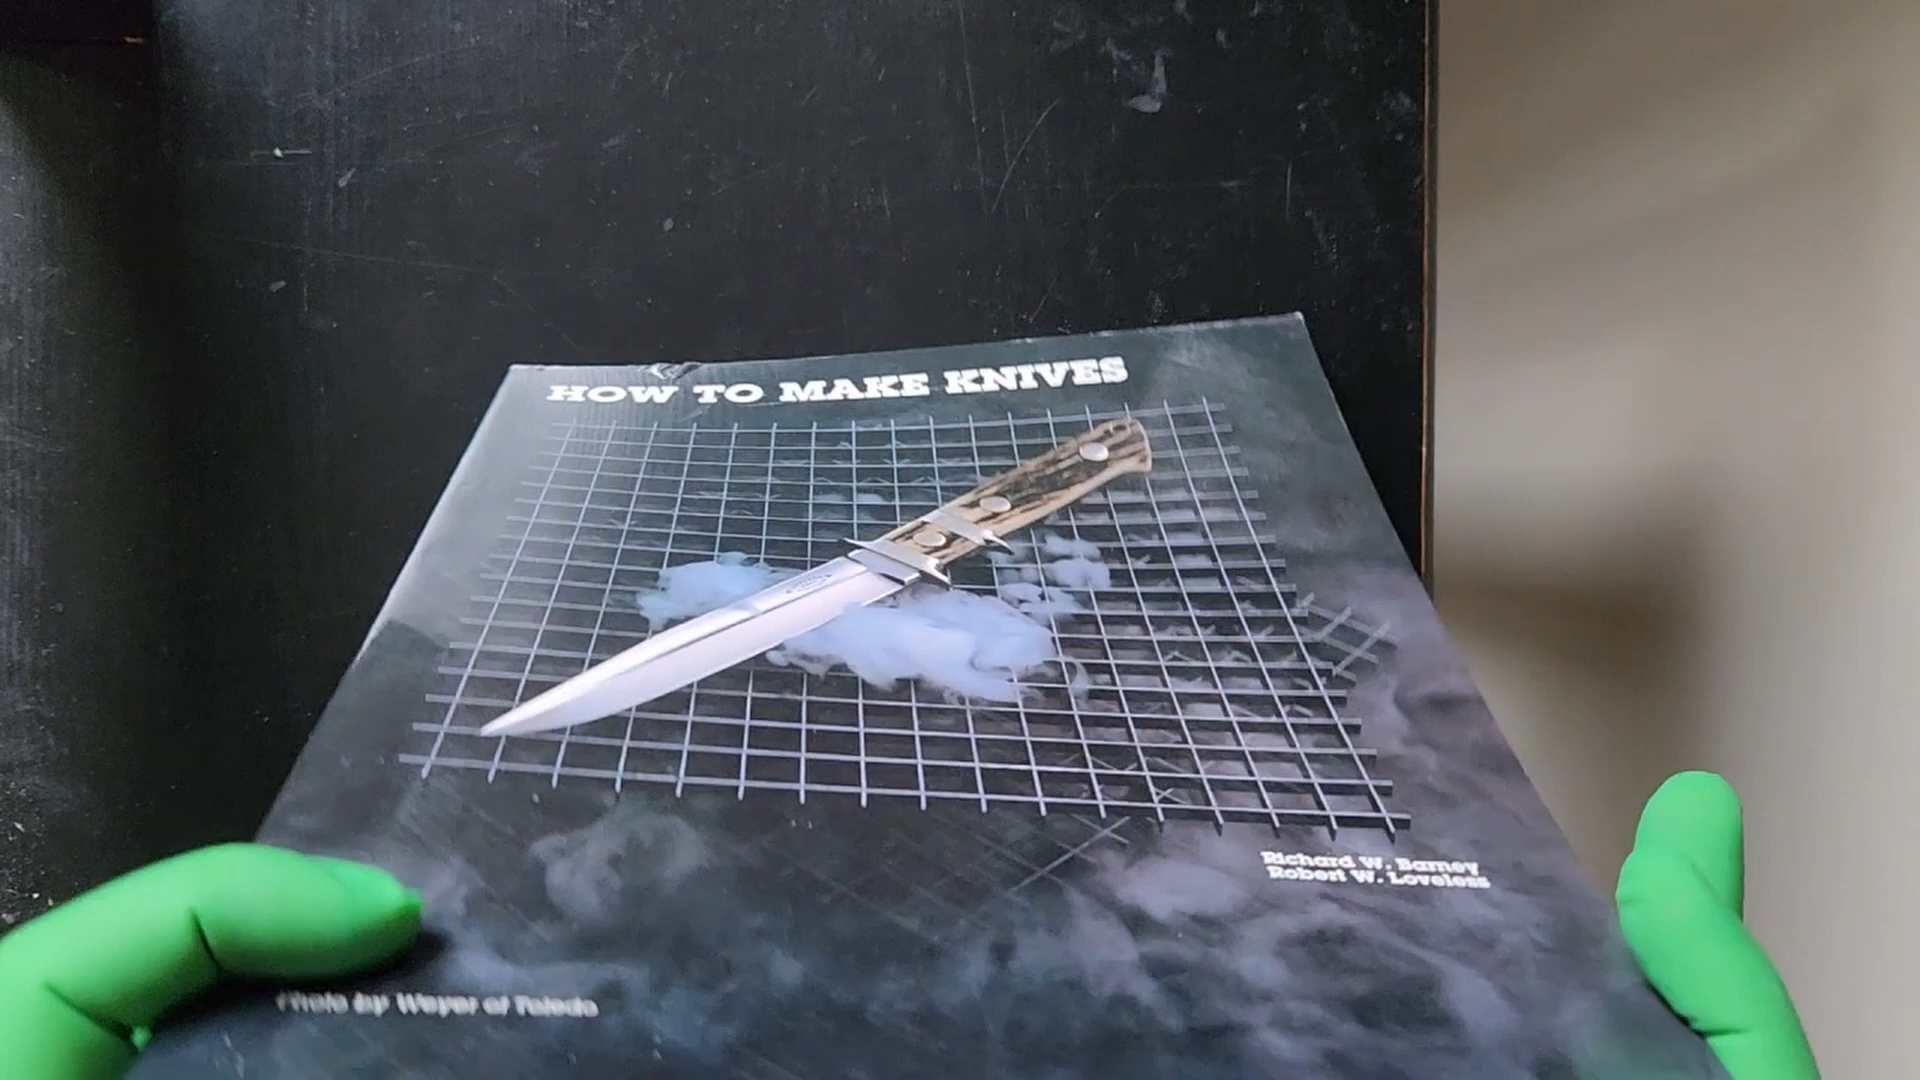 HOW TO MAKE KNIVES
Richard W. Barney
Robert W. Loveless
Photo by Weyer of Toledo